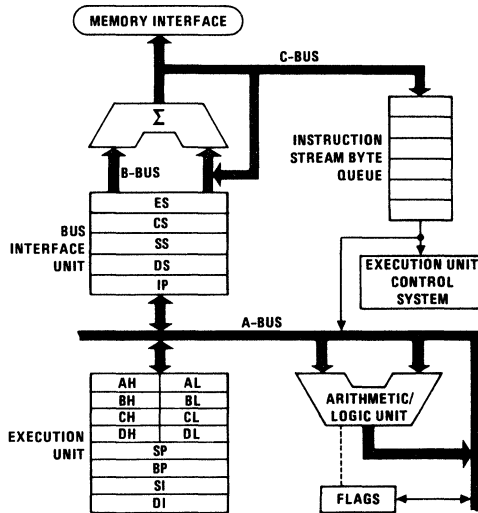 MEMORY INTERFACE
C-BUS
Σ
B-BUS
INSTRUCTION
STREAM BYTE
QUEUE
ES
CS
SS
DS
IP
BUS
INTERFACE
UNIT
EXECUTION UNIT
CONTROL
SYSTEM
A-BUS
AH AL
BH BL
CH CL
DH DL
SP
BP
SI
DI
EXECUTION
UNIT
ARITHMETIC/
LOGIC UNIT
FLAGS